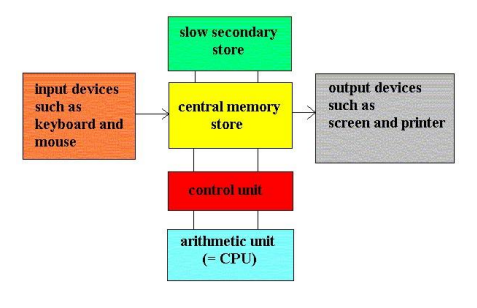 slow secondary
store
input devices
such as
keyboard and
mouse
central memory
store
output devices
such as
screen and printer
control unit
arithmetic unit
(= CPU)